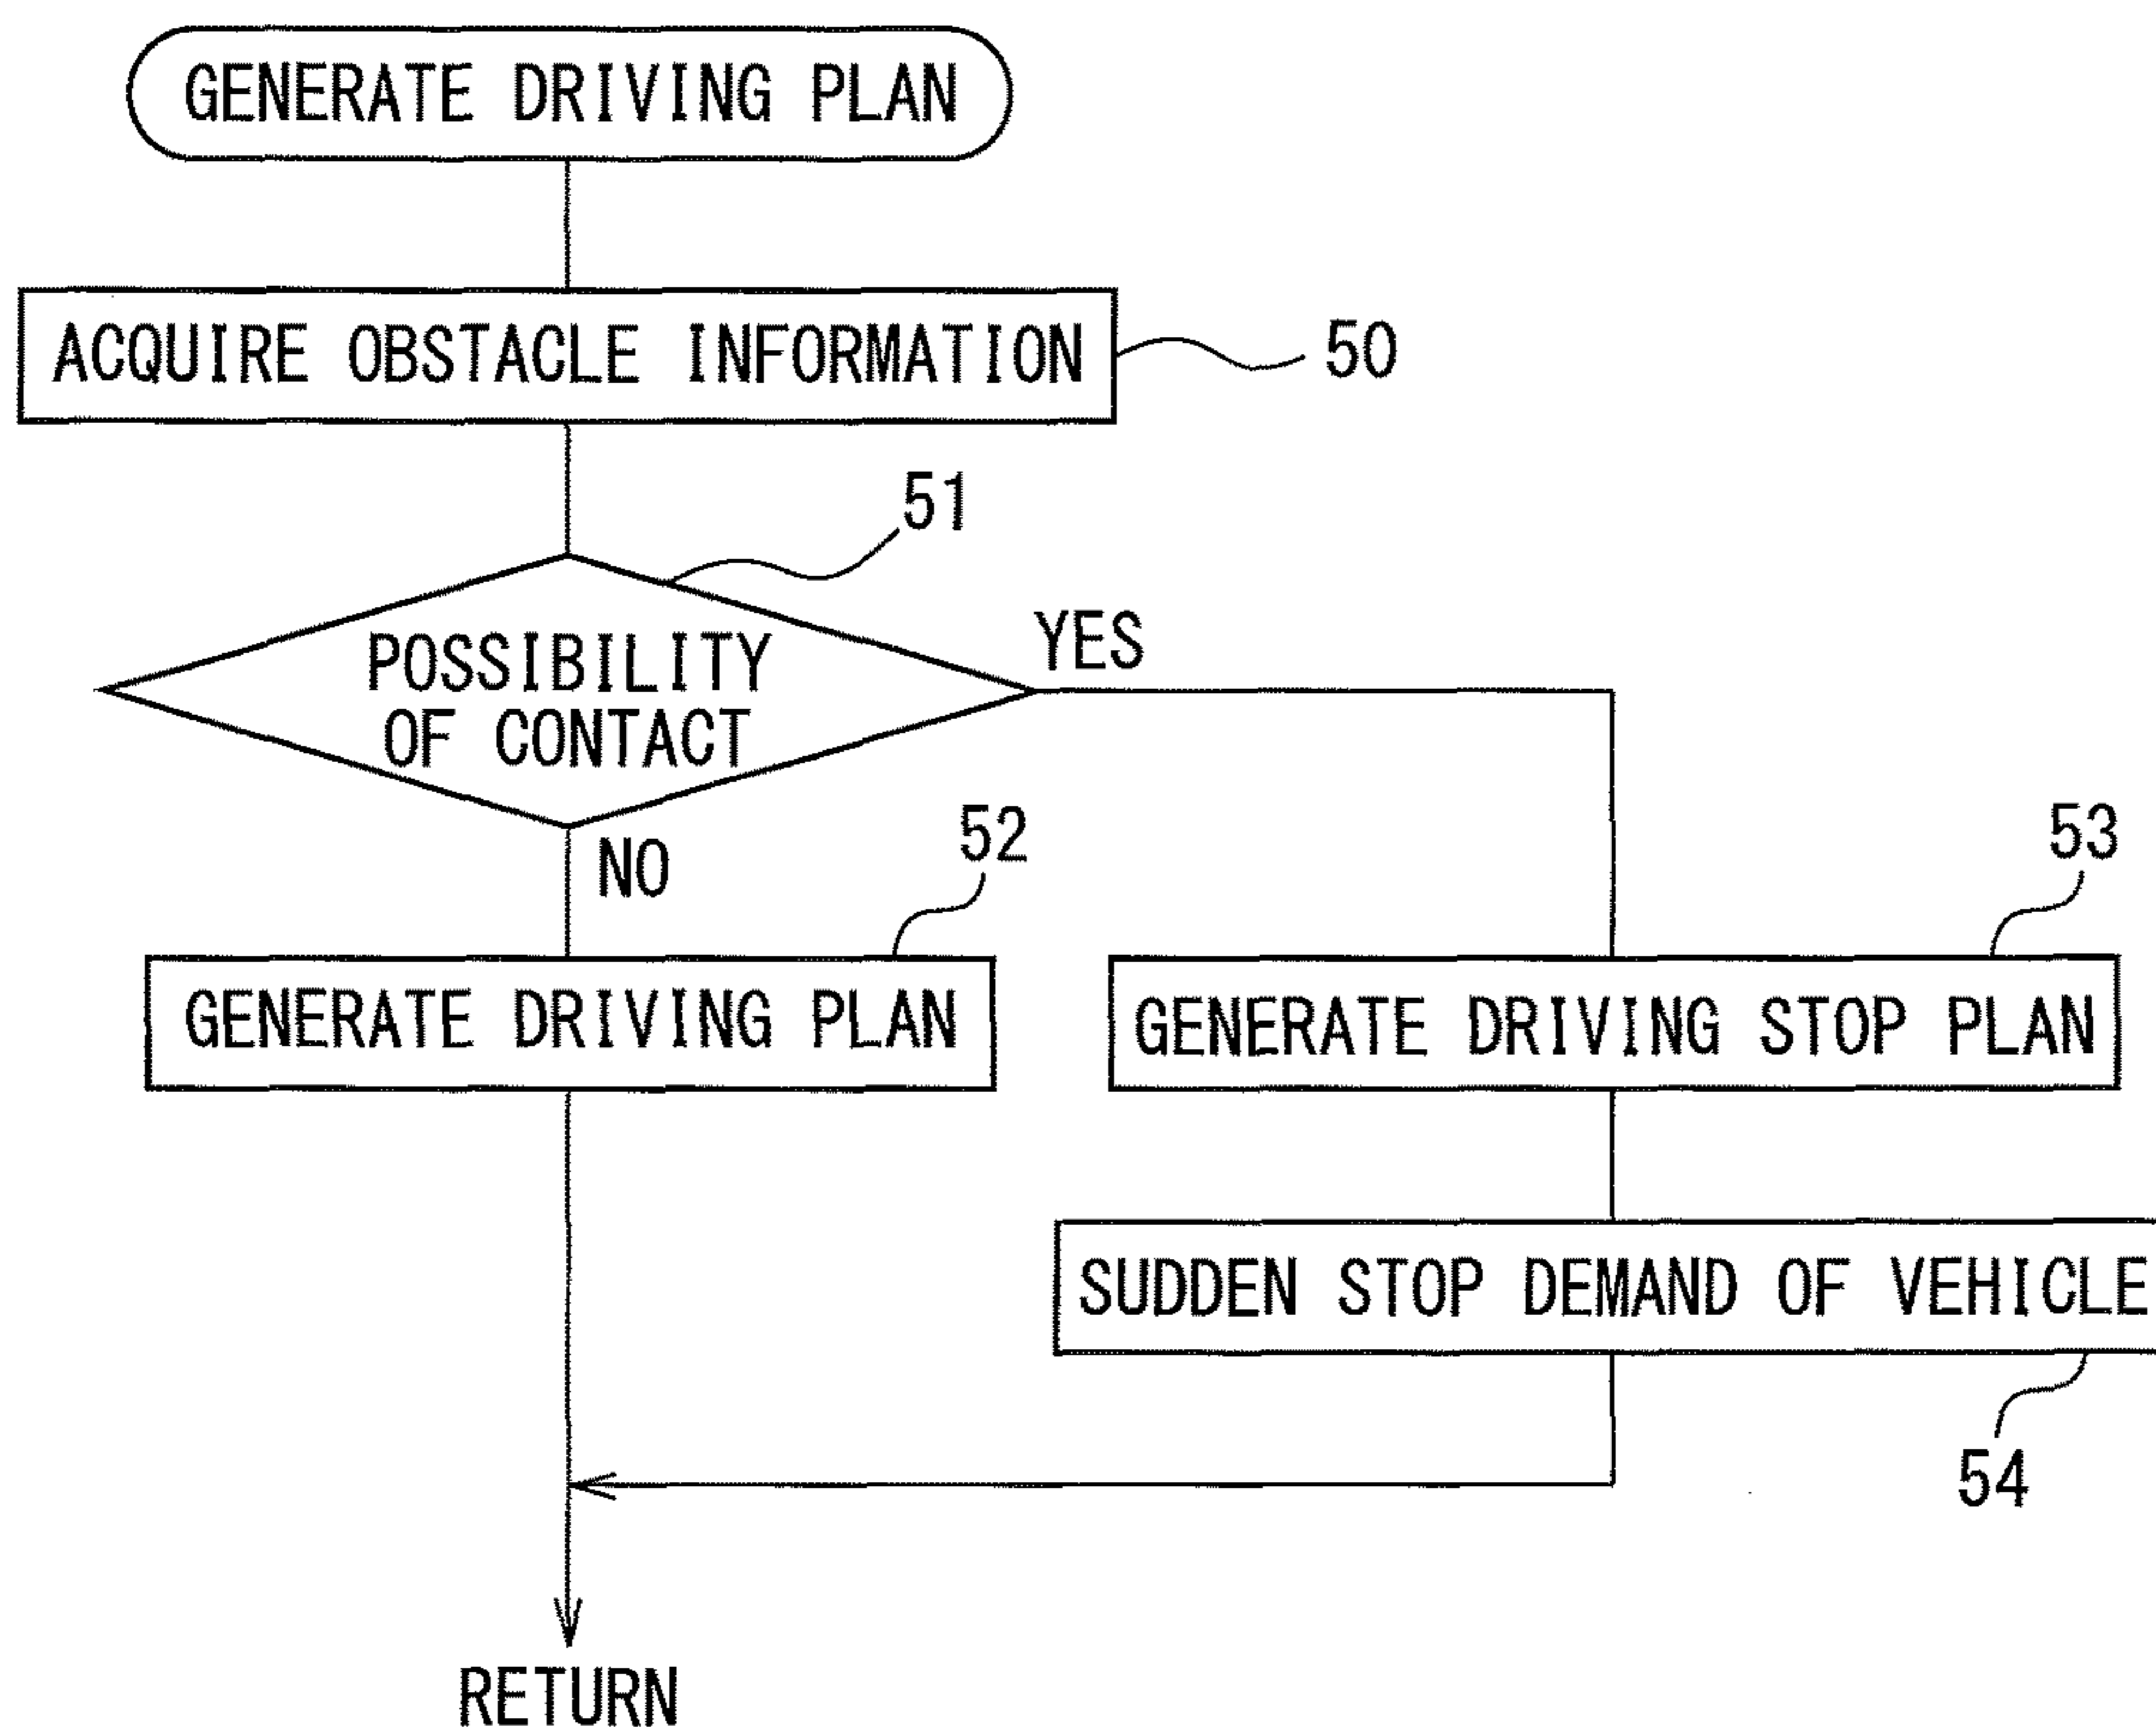 GENERATE DRIVING PLAN
ACQUIRE OBSTACLE INFORMATION
50
51
POSSIBILITY
OF CONTACT
YES
NO
52
53
GENERATE DRIVING PLAN
GENERATE DRIVING STOP PLAN
SUDDEN STOP DEMAND OF VEHICLE
54
RETURN